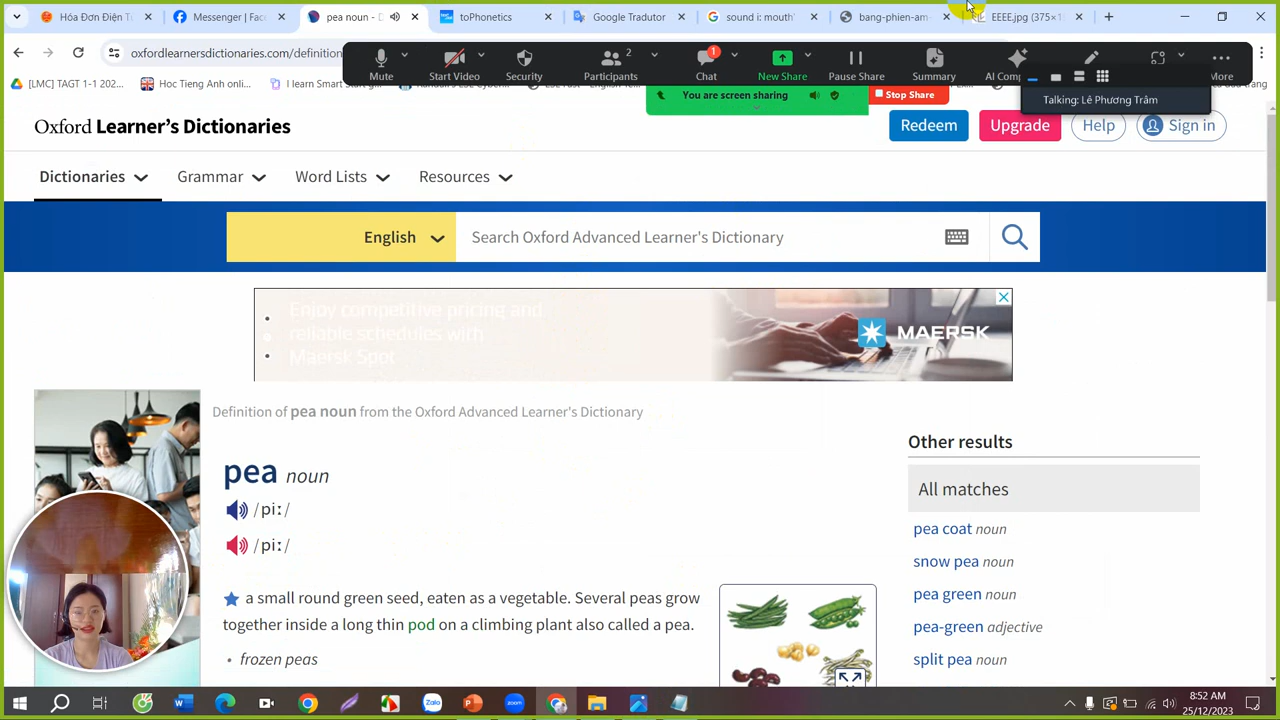 Hóa Đơn Điện T
Messenger | Fac
pea noun - D
toPhonetics
Google Tradutor
sound i: mouth
bang-phien-am-
EEEE.jpg (375×1
oxfordlearnersdictionaries.com/definition
Mute
Start Video
Security
2
Participants
1
Chat
New Share
Pause Share
Summary
AI Comp
More
You are screen sharing
Stop Share
Talking: Lê Phương Trâm
[LMC] TAGT 1-1 202...
Hoc Tieng Anh onli...
I Learn Smart Start
Oxford Learner's Dictionaries
Redeem
Upgrade
Help
Sign in
Dictionaries
Grammar
Word Lists
Resources
English
Search Oxford Advanced Learner's Dictionary
Enjoy competitive pricing and
reliable schedules with
Maersk Spot
MAERSK
Definition of pea noun from the Oxford Advanced Learner's Dictionary
pea noun
/piː/
/piː/
a small round green seed, eaten as a vegetable. Several peas grow
together inside a long thin pod on a climbing plant also called a pea.
• frozen peas
Other results
All matches
pea coat noun
snow pea noun
pea green noun
pea-green adjective
split pea noun
8:52 AM
25/12/2023